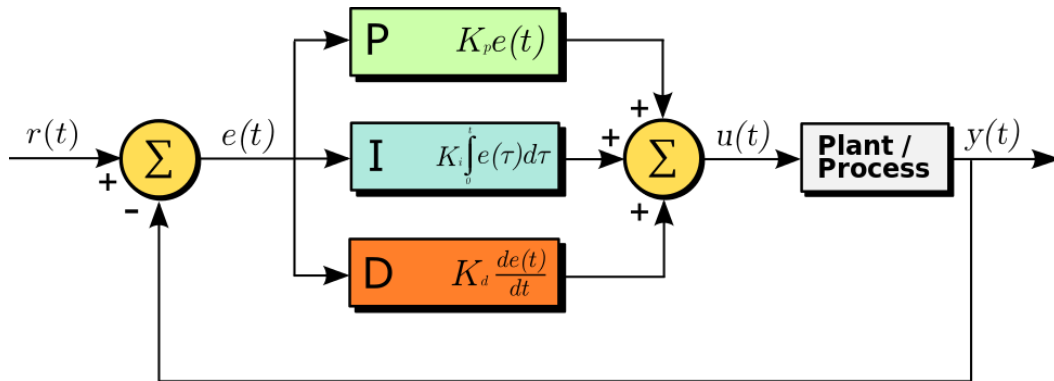 P K_p e(t)
r(t)
+
-
Σ
e(t)
I K_i ∫_0^t e(τ)dτ
D K_d de(t)/dt
+
+
+
Σ
u(t)
Plant /
Process
y(t)